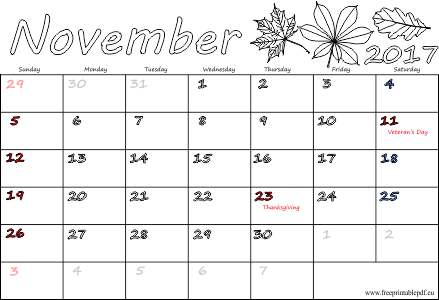 November
2017
Sunday Monday Tuesday Wednesday Thursday Friday Saturday
29 30 31 1 2 3 4
5 6 7 8 9 10 11
Veteran's Day
12 13 14 15 16 17 18
19 20 21 22 23 24 25
Thanksgiving
26 27 28 29 30 1 2
3 4 5 6 7
www.freeprintablepdf.eu